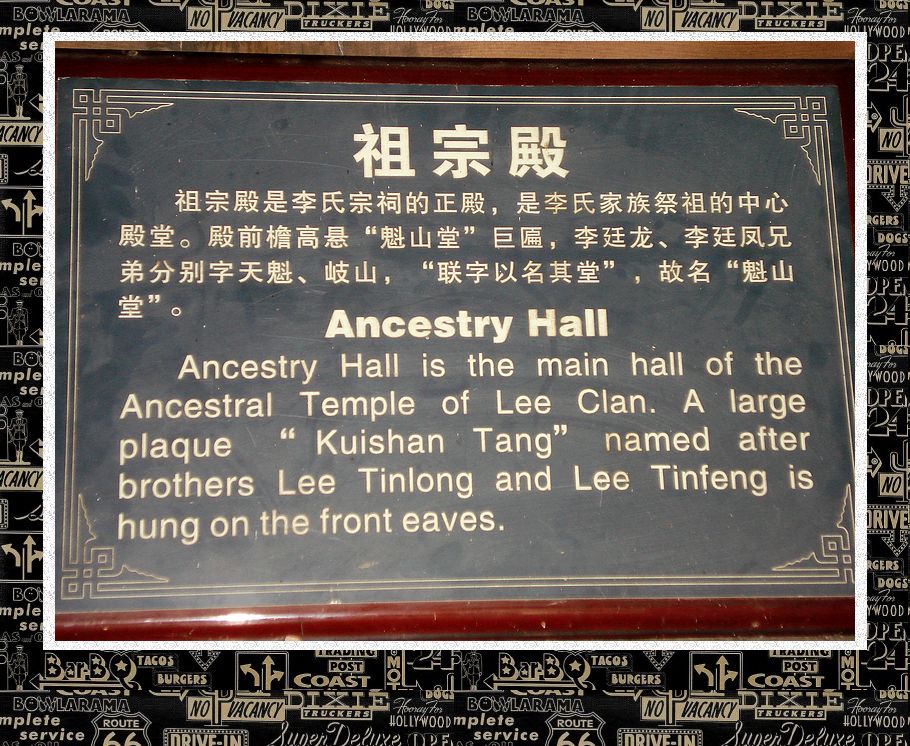 祖宗殿
祖宗殿是李氏宗祠的正殿，是李氏家族祭祖的中心
殿堂。殿前檐高悬“魁山堂”巨匾，李廷龙、李廷凤兄
弟分别字天魁、岐山，“联字以名其堂”，故名“魁山
堂”。
Ancestry Hall
Ancestry Hall is the main hall of the
Ancestral Temple of Lee Clan. A large
plaque “ Kuishan Tang” named after
brothers Lee Tinlong and Lee Tinfeng is
hung on the front eaves.